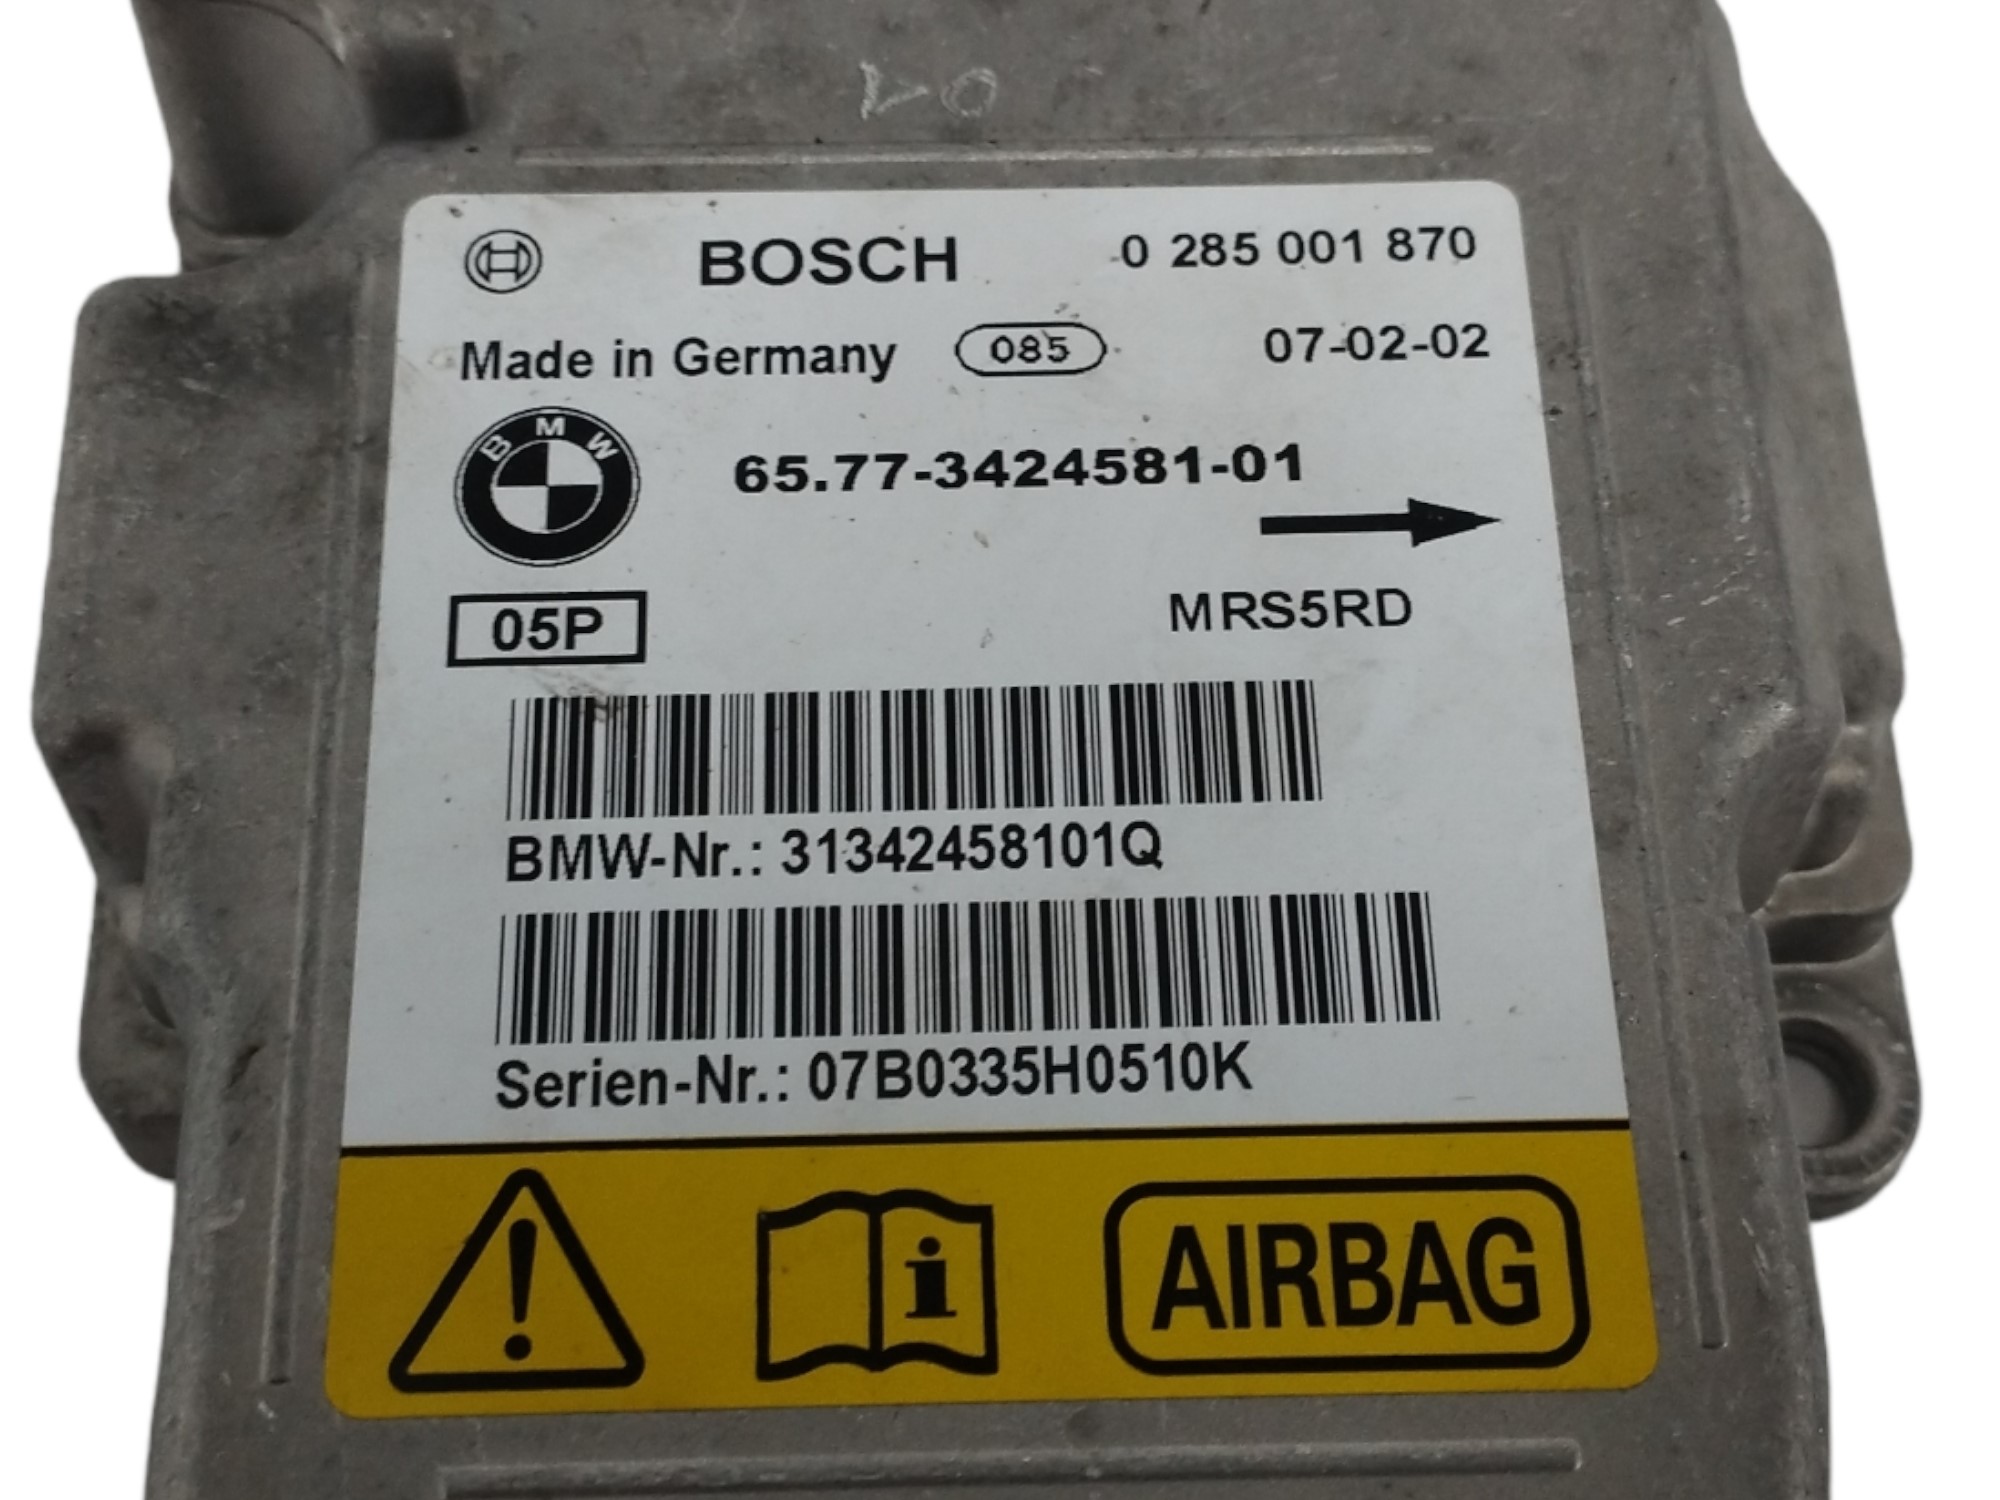 BOSCH 0 285 001 870
Made in Germany 085 07-02-02
BMW 65.77-3424581-01
05P MRS5RD
BMW-Nr.: 31342458101Q
Serien-Nr.: 07B0335H0510K
! i AIRBAG